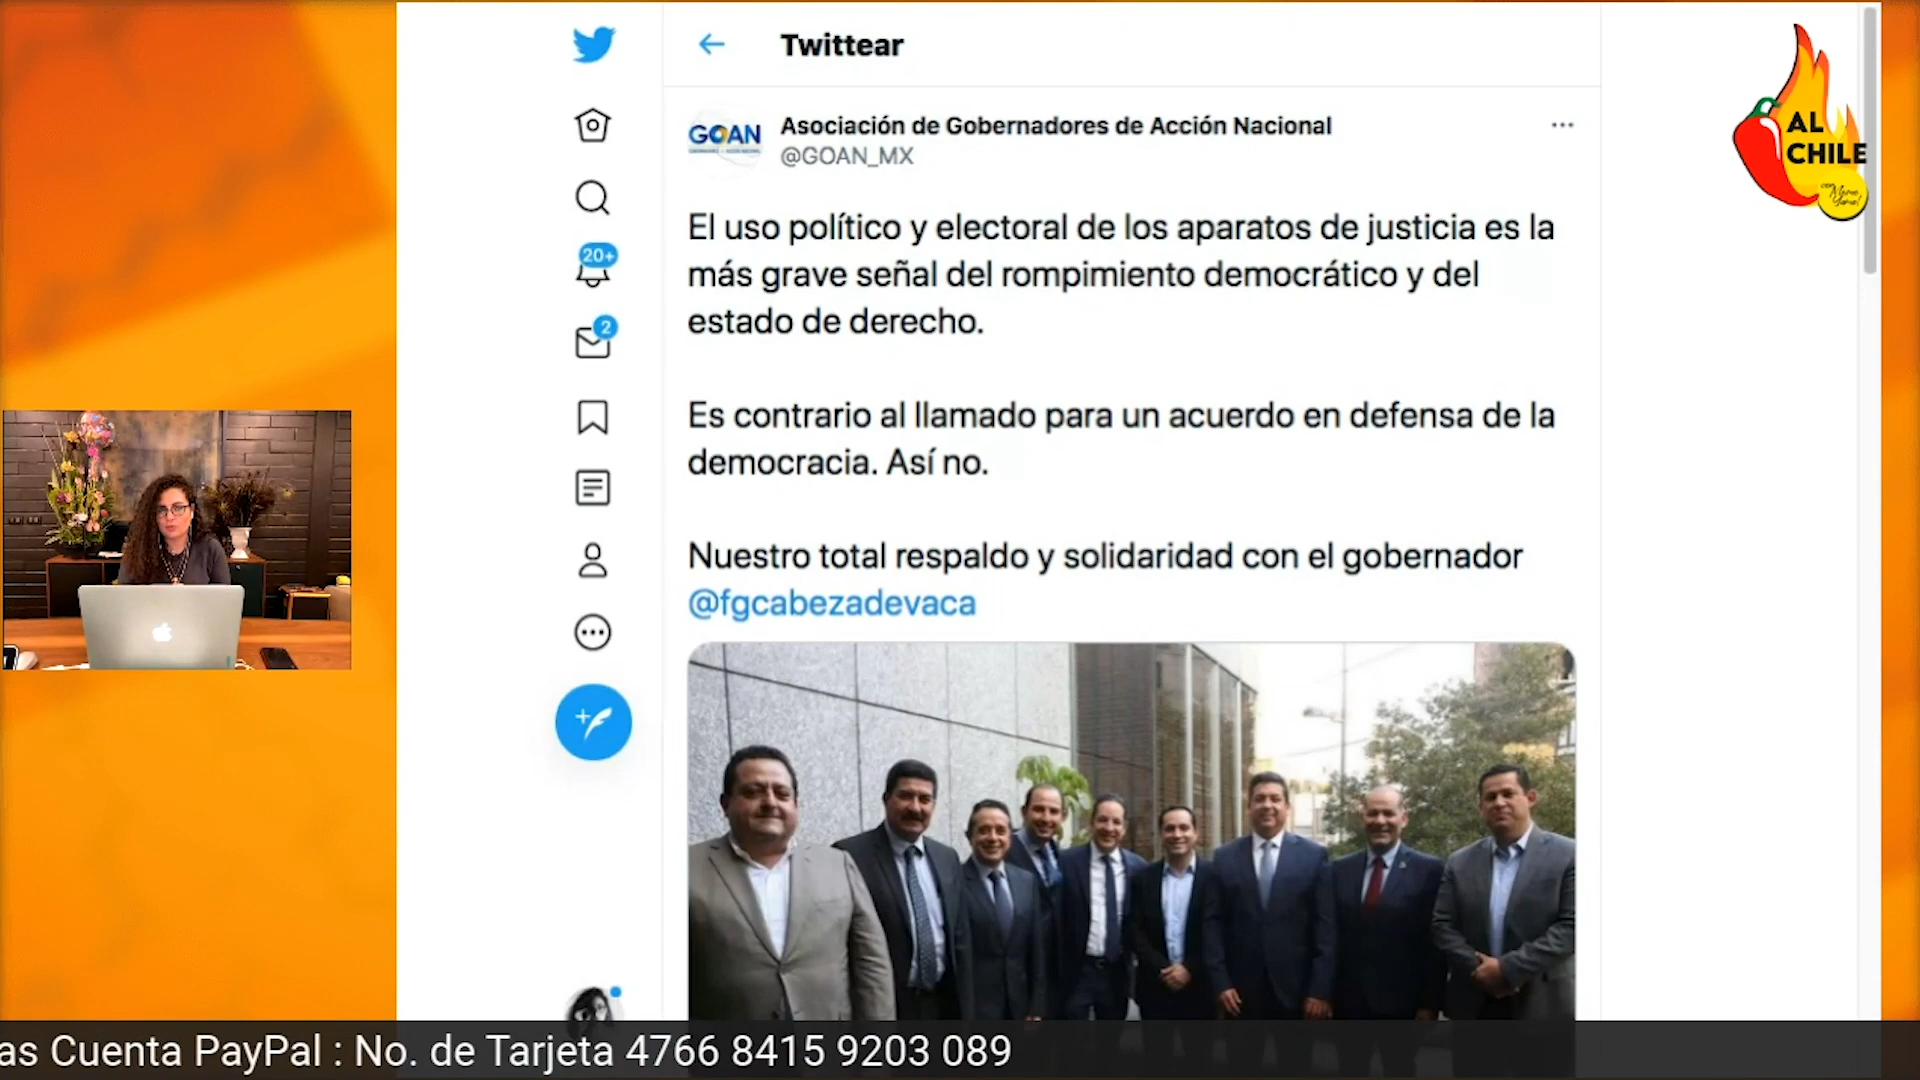 Twittear
GOAN
Asociación de Gobernadores de Acción Nacional
@GOAN_MX
El uso político y electoral de los aparatos de justicia es la
más grave señal del rompimiento democrático y del
estado de derecho.
Es contrario al llamado para un acuerdo en defensa de la
democracia. Así no.
Nuestro total respaldo y solidaridad con el gobernador
@fgcabezadevaca
20+
2
AL
CHILE
as Cuenta PayPal : No. de Tarjeta 4766 8415 9203 089